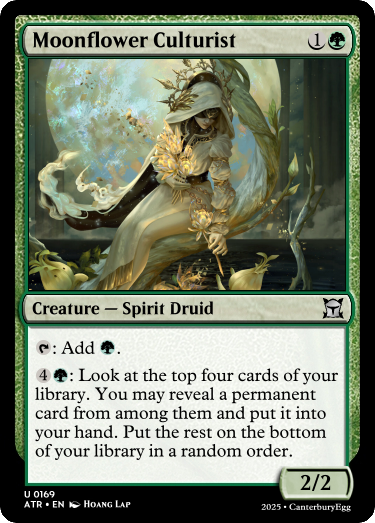 Moonflower Culturist 1
Creature — Spirit Druid
: Add .
4 : Look at the top four cards of your
library. You may reveal a permanent
card from among them and put it into
your hand. Put the rest on the bottom
of your library in a random order.
2/2
U 0169
ATR • EN Hoang Lap
2025 • CanterburyEgg